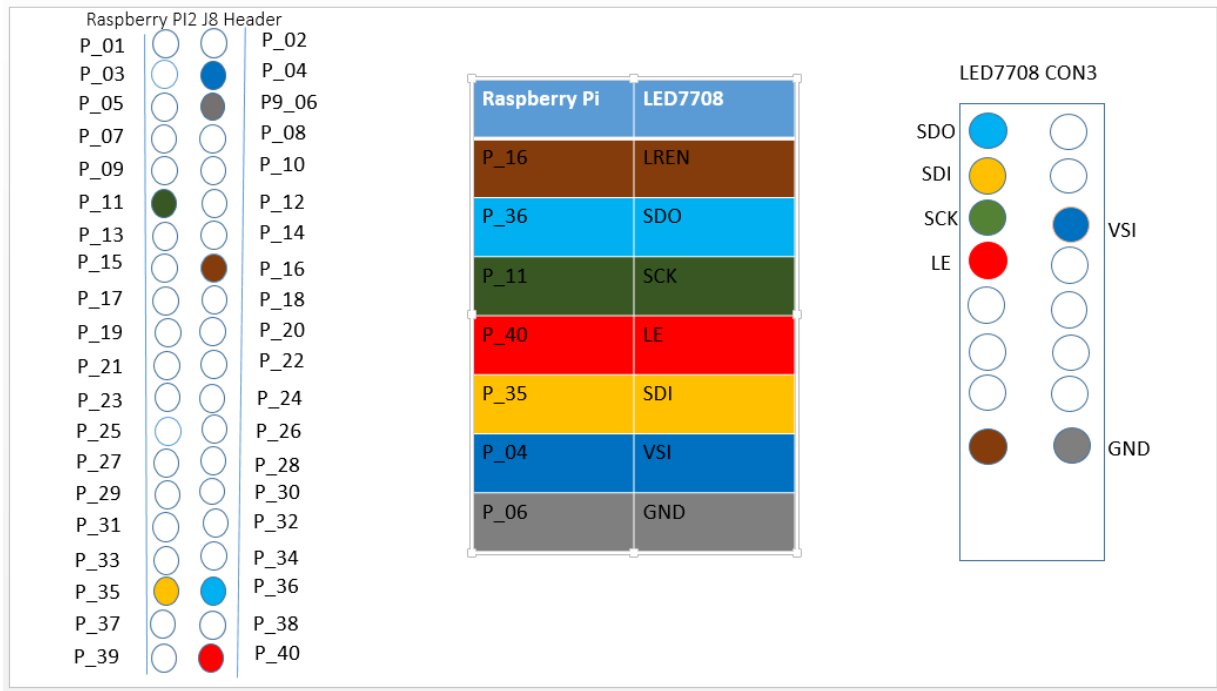 Raspberry PI2 J8 Header
P_01 P_02
P_03 P_04
P_05 P9_06
P_07 P_08
P_09 P_10
P_11 P_12
P_13 P_14
P_15 P_16
P_17 P_18
P_19 P_20
P_21 P_22
P_23 P_24
P_25 P_26
P_27 P_28
P_29 P_30
P_31 P_32
P_33 P_34
P_35 P_36
P_37 P_38
P_39 P_40
Raspberry Pi LED7708
P_16 LREN
P_36 SDO
P_11 SCK
P_40 LE
P_35 SDI
P_04 VSI
P_06 GND
LED7708 CON3
SDO
SDI
SCK VSI
LE
GND